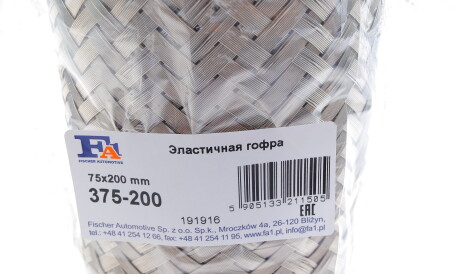 FA
FISCHER AUTOMOTIVE
Эластичная гофра
75x200 mm
375-200
191916
5 905133 211505
EAC
Fischer Automotive Sp. z o.o. Sp.k., Mroczków 4a, 26-120 Bliżyn,
tel.: +48 41 254 12 66, fax: +48 41 254 11 95, www.fa1.pl, info@fa1.pl